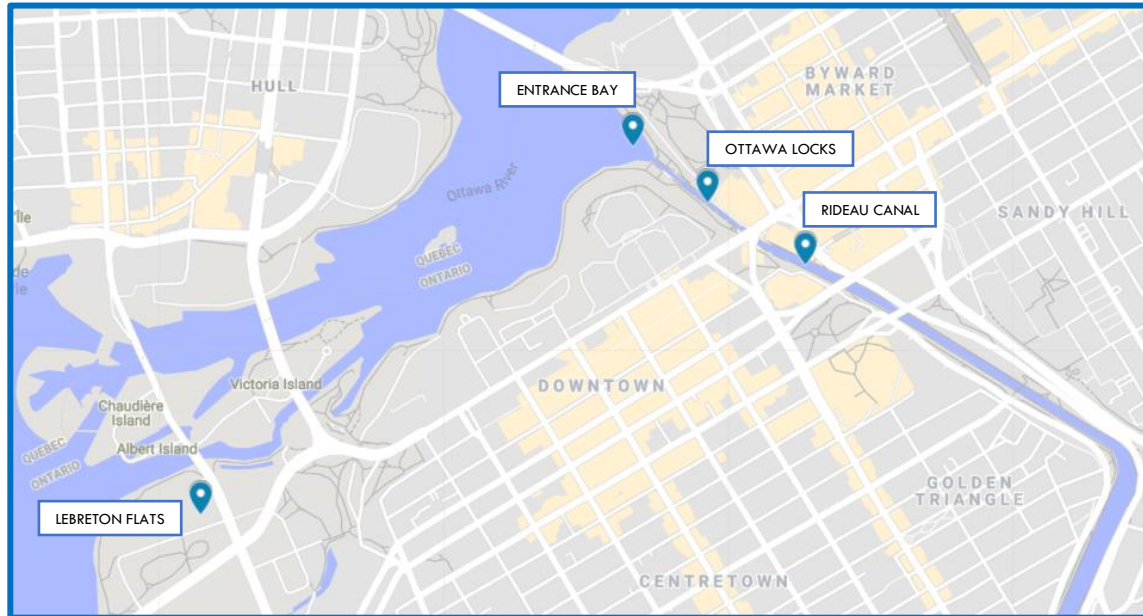 HULL
ENTRANCE BAY
BYWARD
MARKET
OTTAWA LOCKS
Ottawa River
RIDEAU CANAL
SANDY HILL
l'Île
QUEBEC
ONTARIO
DOWNTOWN
Victoria Island
Chaudière
Island
Albert Island
QUEBEC
ONTARIO
GOLDEN
TRIANGLE
LEBRETON FLATS
CENTRETOWN